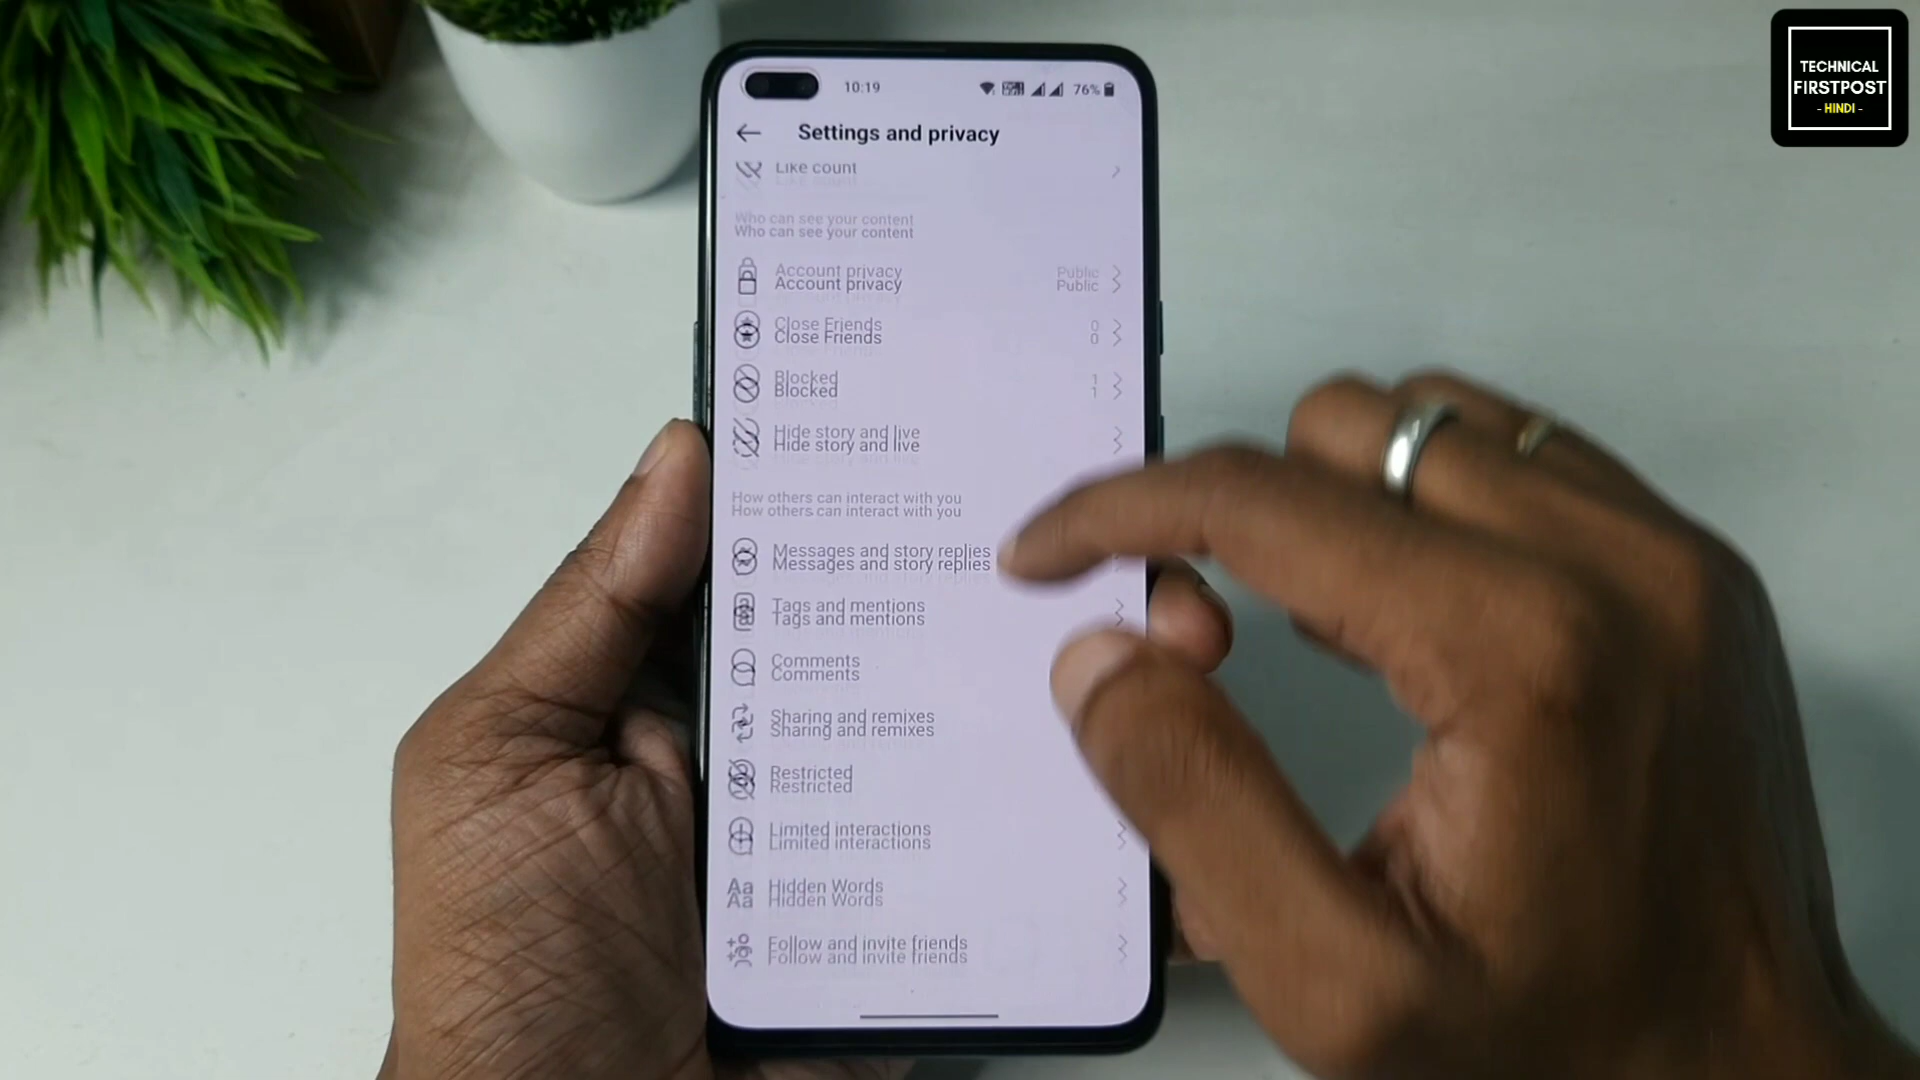 TECHNICAL
FIRSTPOST
- HINDI -
10:19
76%
Settings and privacy
Like count
Who can see your content
Account privacy Public
Close Friends 0
Blocked 1
Hide story and live
How others can interact with you
Messages and story replies
Tags and mentions
Comments
Sharing and remixes
Restricted
Limited interactions
Aa Hidden Words
Follow and invite friends